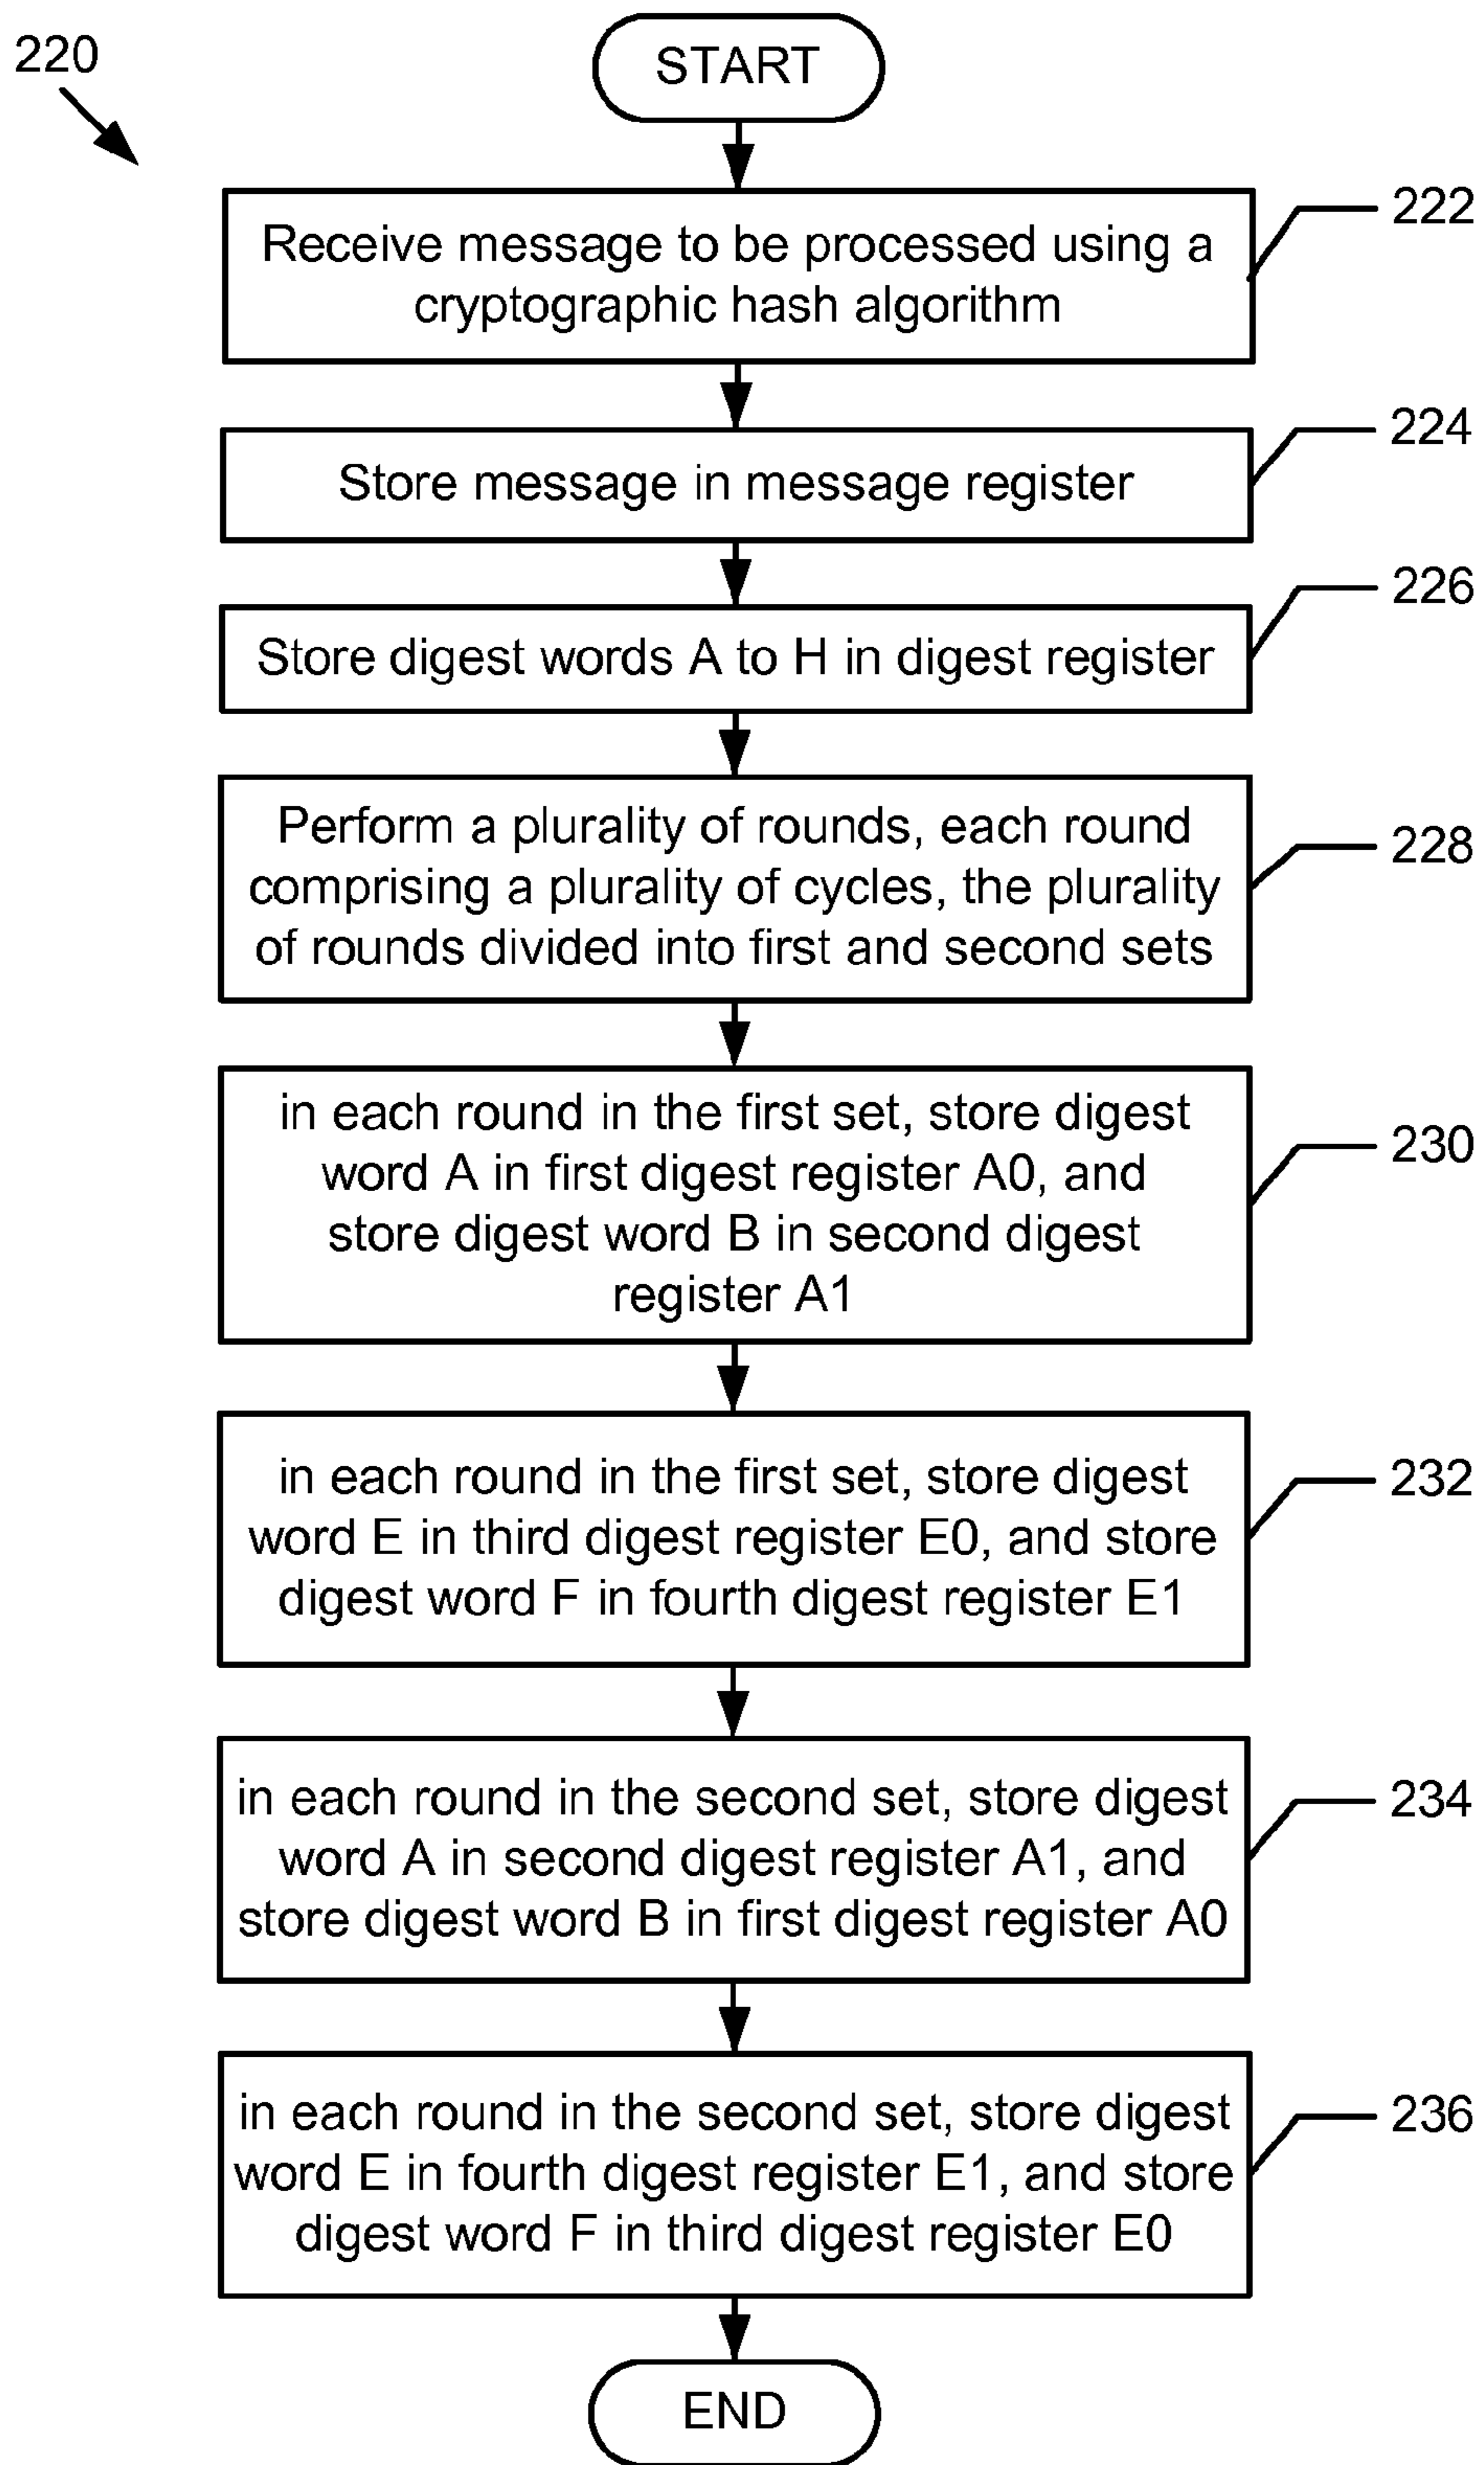 220
START
Receive message to be processed using a
cryptographic hash algorithm
222
Store message in message register
224
Store digest words A to H in digest register
226
Perform a plurality of rounds, each round
comprising a plurality of cycles, the plurality
of rounds divided into first and second sets
228
in each round in the first set, store digest
word A in first digest register A0, and
store digest word B in second digest
register A1
230
in each round in the first set, store digest
word E in third digest register E0, and store
digest word F in fourth digest register E1
232
in each round in the second set, store digest
word A in second digest register A1, and
store digest word B in first digest register A0
234
in each round in the second set, store digest
word E in fourth digest register E1, and store
digest word F in third digest register E0
236
END